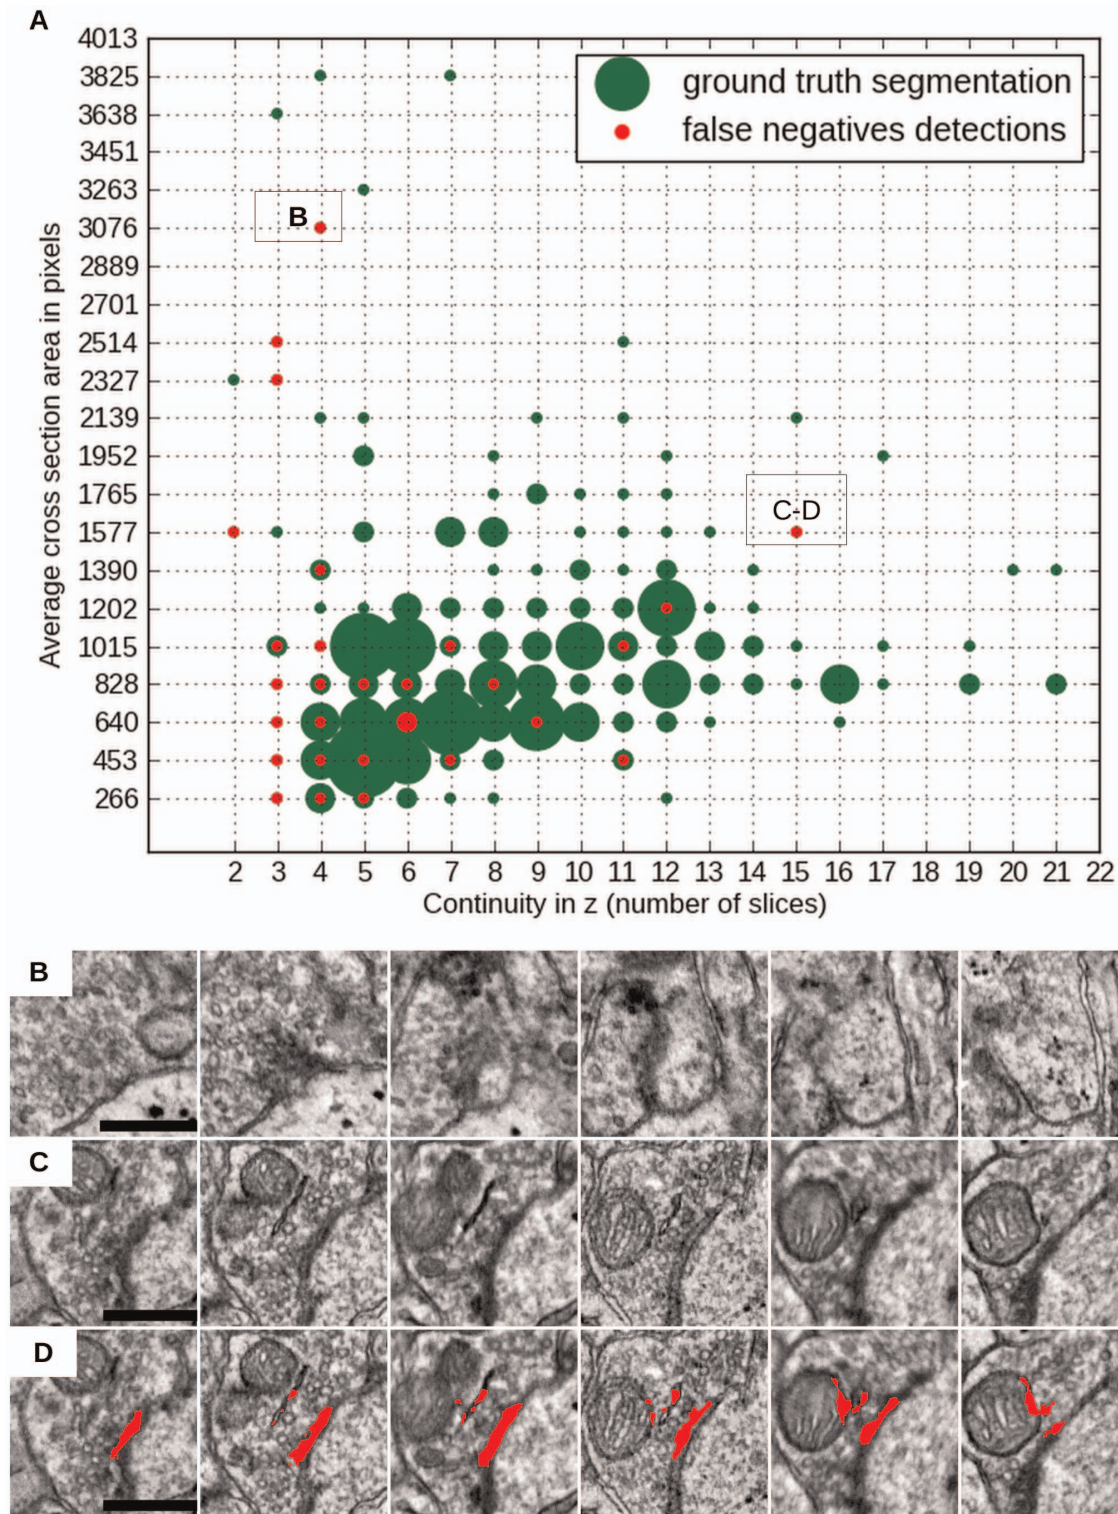 A
4013
3825
3638
3451
3263
3076
2889
2701
2514
2327
2139
1952
1765
1577
1390
1202
1015
828
640
453
266
Average cross section area in pixels
ground truth segmentation
false negatives detections
B
C-D
2 3 4 5 6 7 8 9 10 11 12 13 14 15 16 17 18 19 20 21 22
Continuity in z (number of slices)
B
C
D